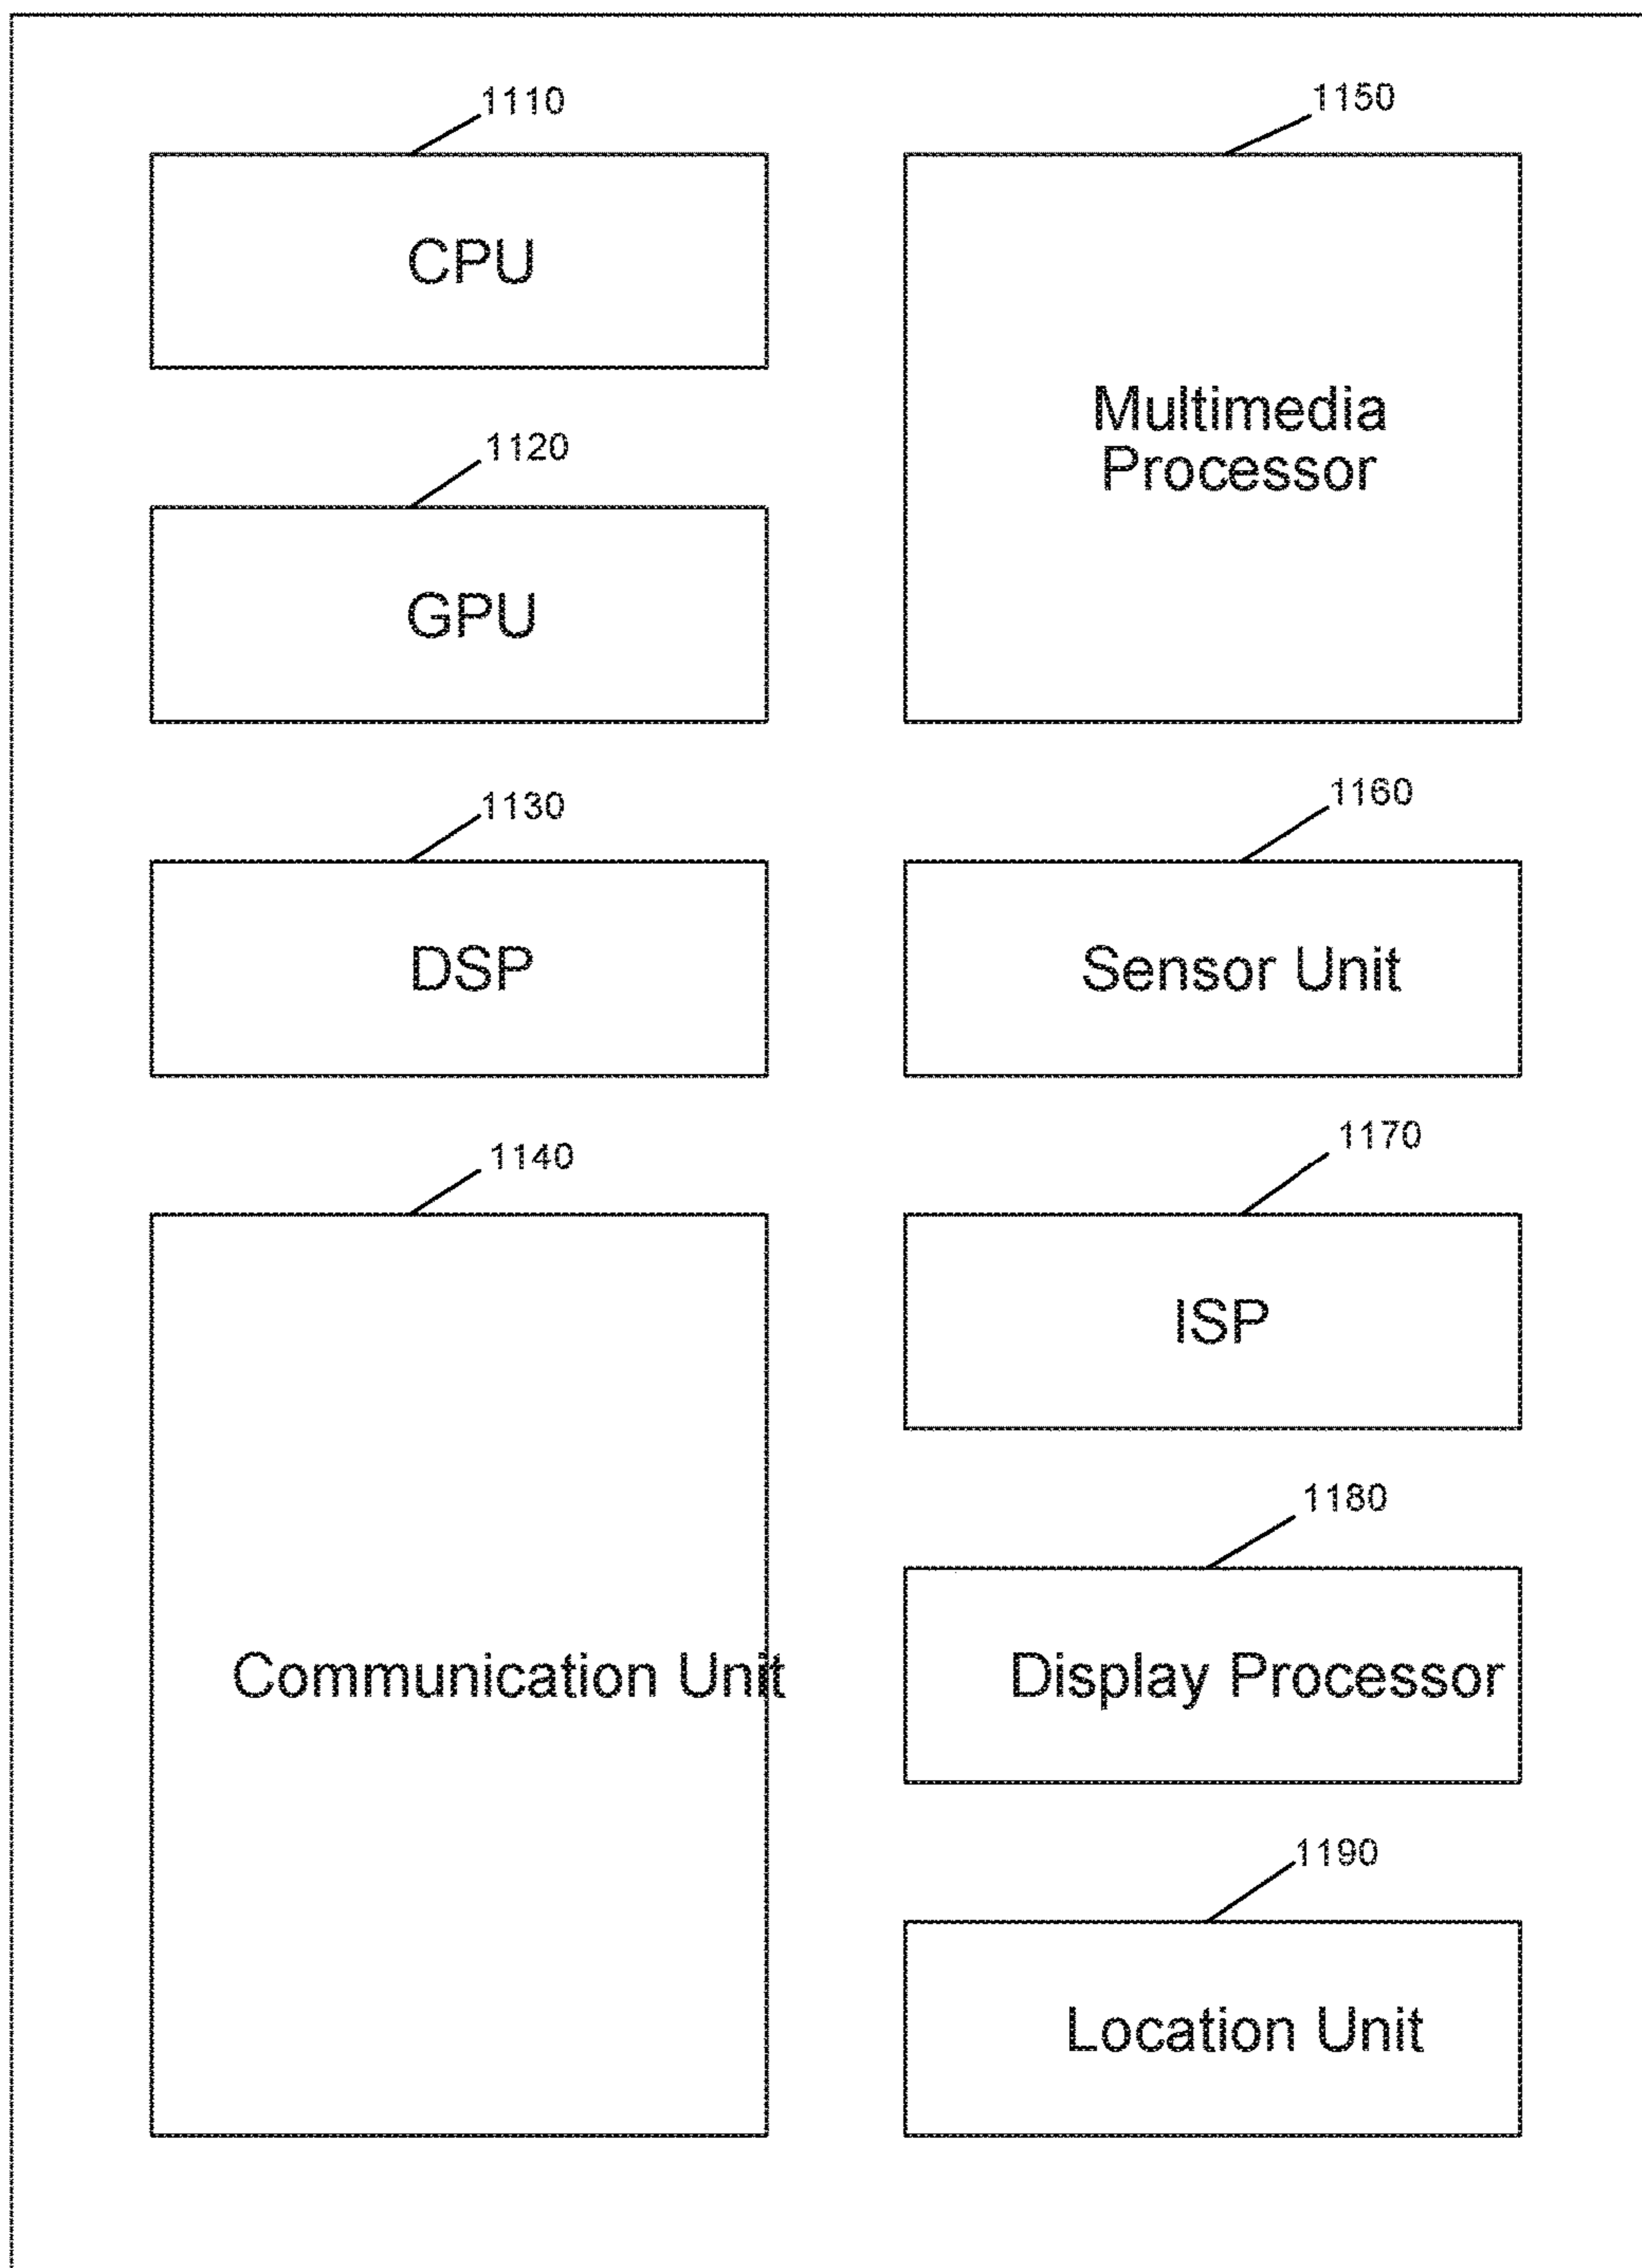 1110
CPU
1120
GPU
1130
DSP
1140
Communication Unit
1150
Multimedia
Processor
1160
Sensor Unit
1170
ISP
1180
Display Processor
1190
Location Unit